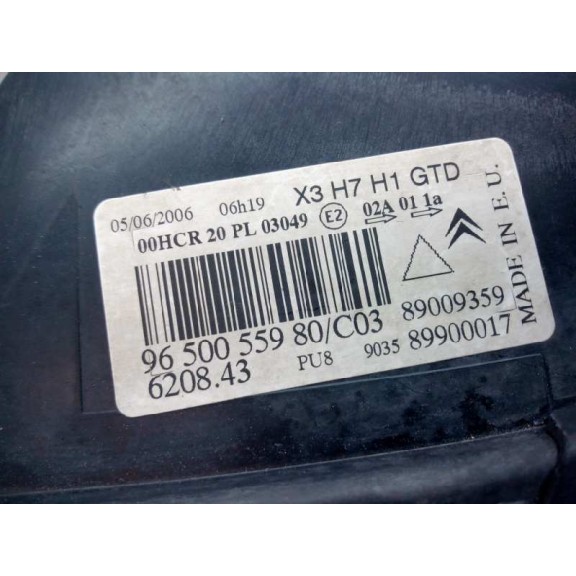 05/06/2006 06h19 X3 H7 H1 GTD
00HCR 20 PL 03049 E2 02A 01 1a
96 500 559 80/C03 89009359
6208.43 PU8 9035 89900017
MADE IN E.U.